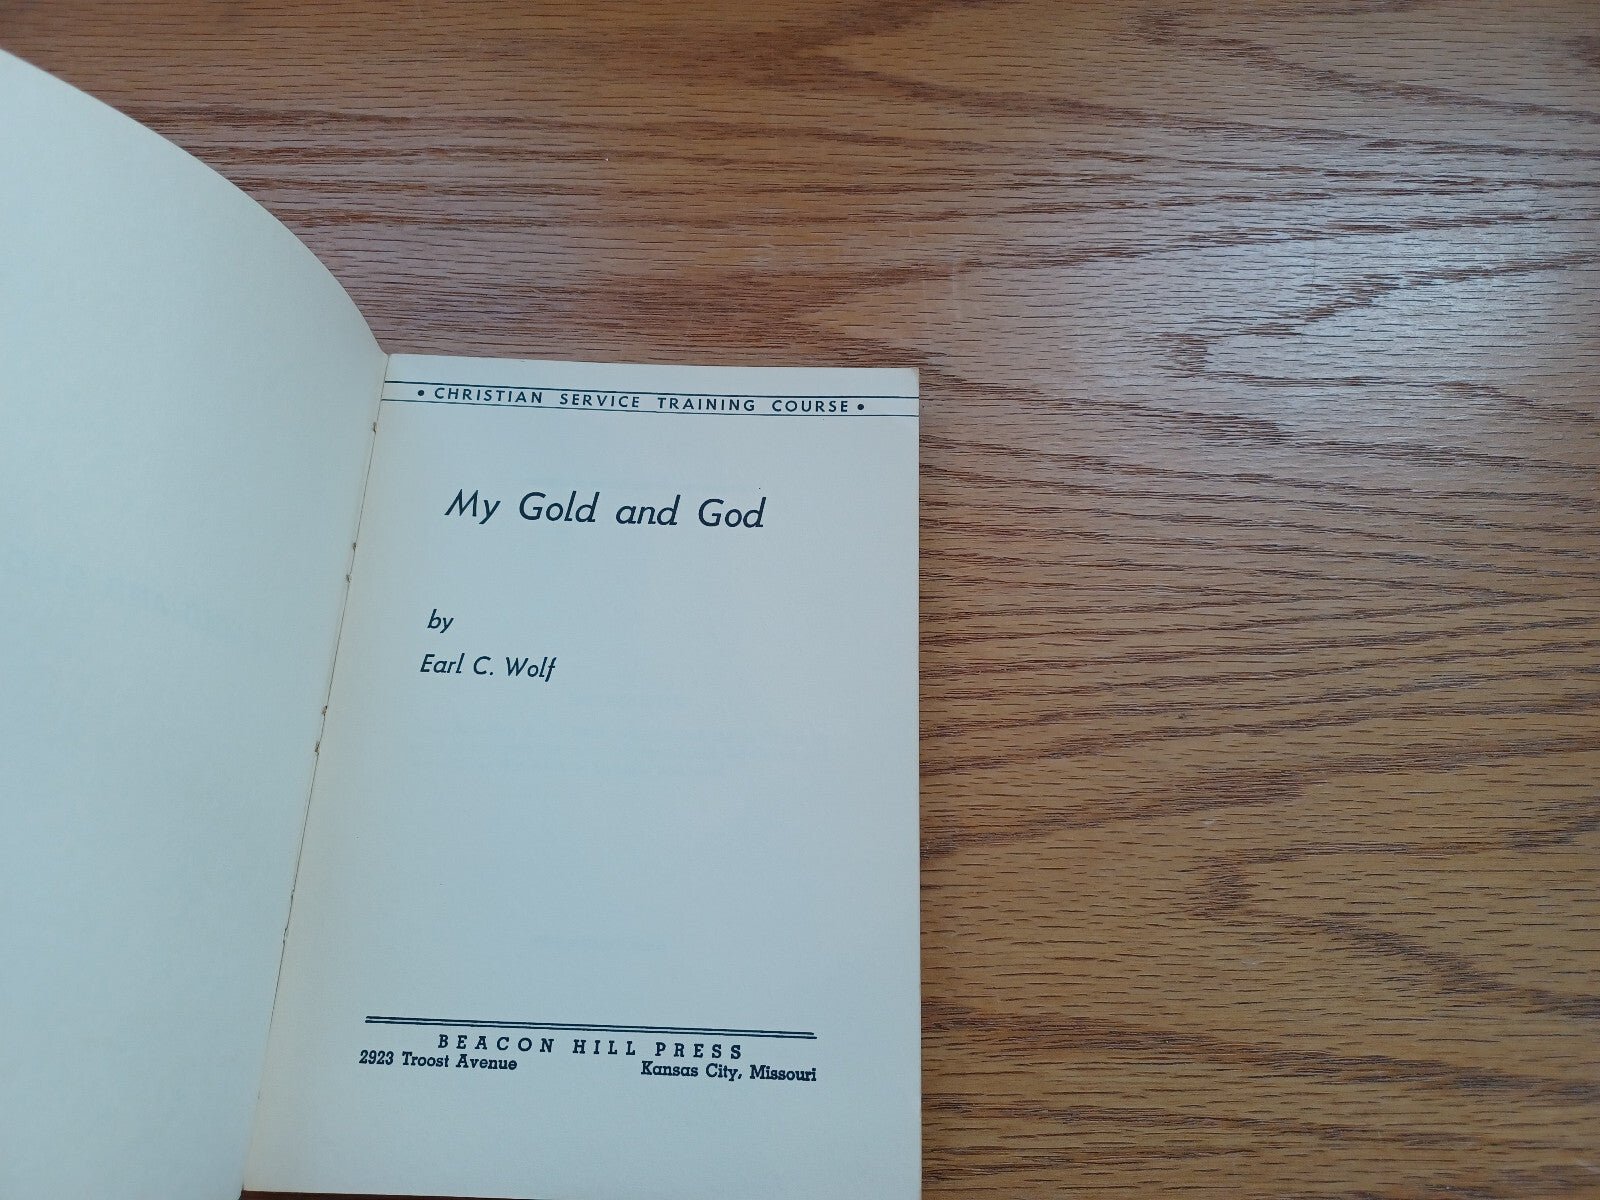 • CHRISTIAN SERVICE TRAINING COURSE •
My Gold and God
by
Earl C. Wolf
BEACON HILL PRESS
2923 Troost Avenue Kansas City, Missouri